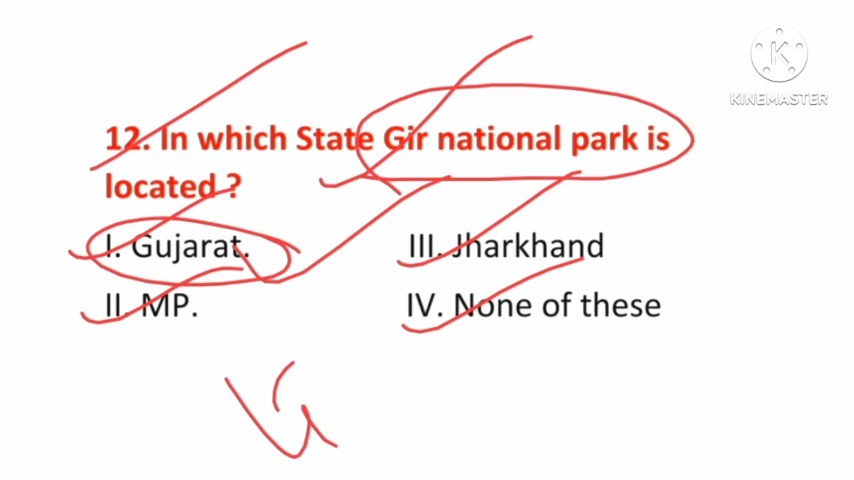 KINEMASTER
12. In which State Gir national park is
located ?
I. Gujarat.
III. Jharkhand
II. MP.
IV. None of these